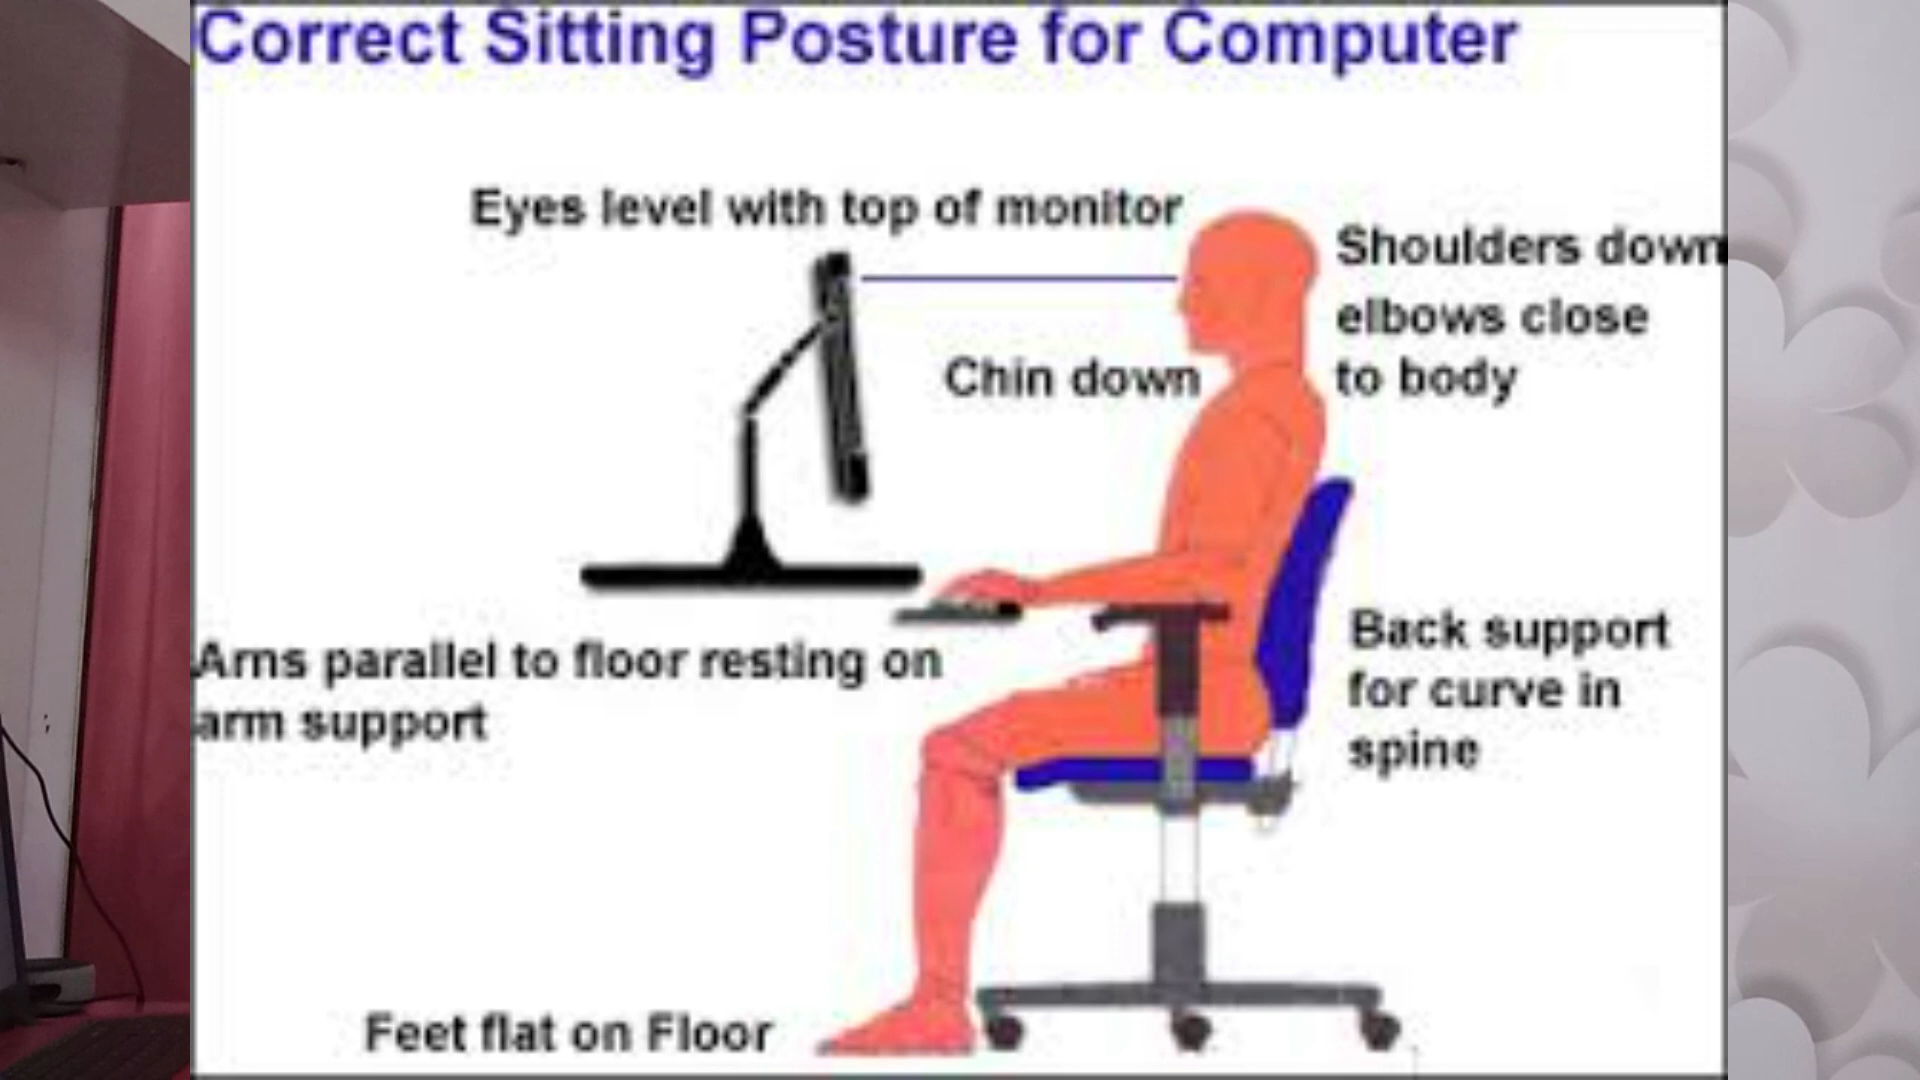 Correct Sitting Posture for Computer
Eyes level with top of monitor
Shoulders down
elbows close
to body
Chin down
Arns parallel to floor resting on
arm support
Back support
for curve in
spine
Feet flat on Floor